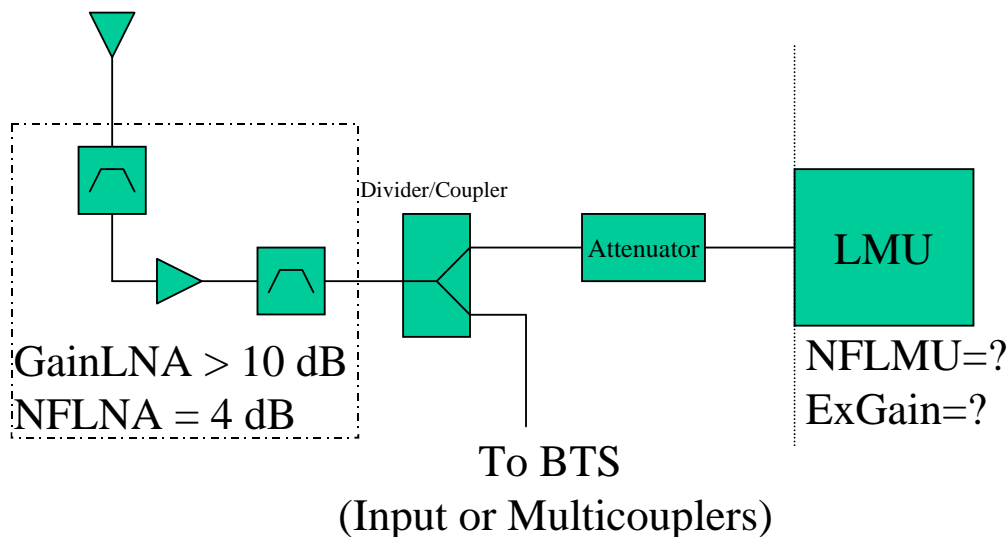 Divider/Coupler
Attenuator
LMU
GainLNA > 10 dB
NFLNA = 4 dB
NFLMU=?
ExGain=?
To BTS
(Input or Multicouplers)